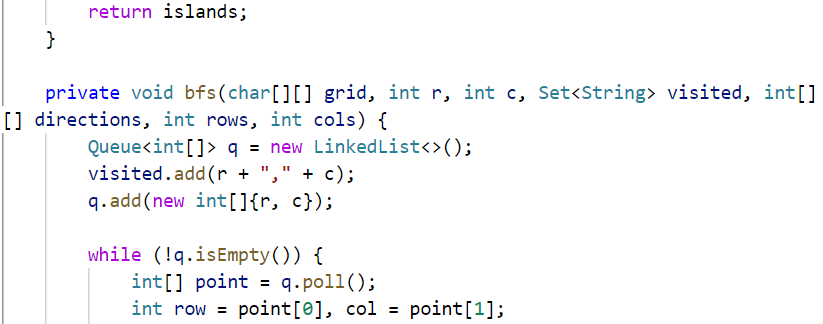 return islands;
}
private void bfs(char[][] grid, int r, int c, Set<String> visited, int[]
[] directions, int rows, int cols) {
Queue<int[]> q = new LinkedList<>();
visited.add(r + "," + c);
q.add(new int[]{r, c});
while (!q.isEmpty()) {
int[] point = q.poll();
int row = point[0], col = point[1];